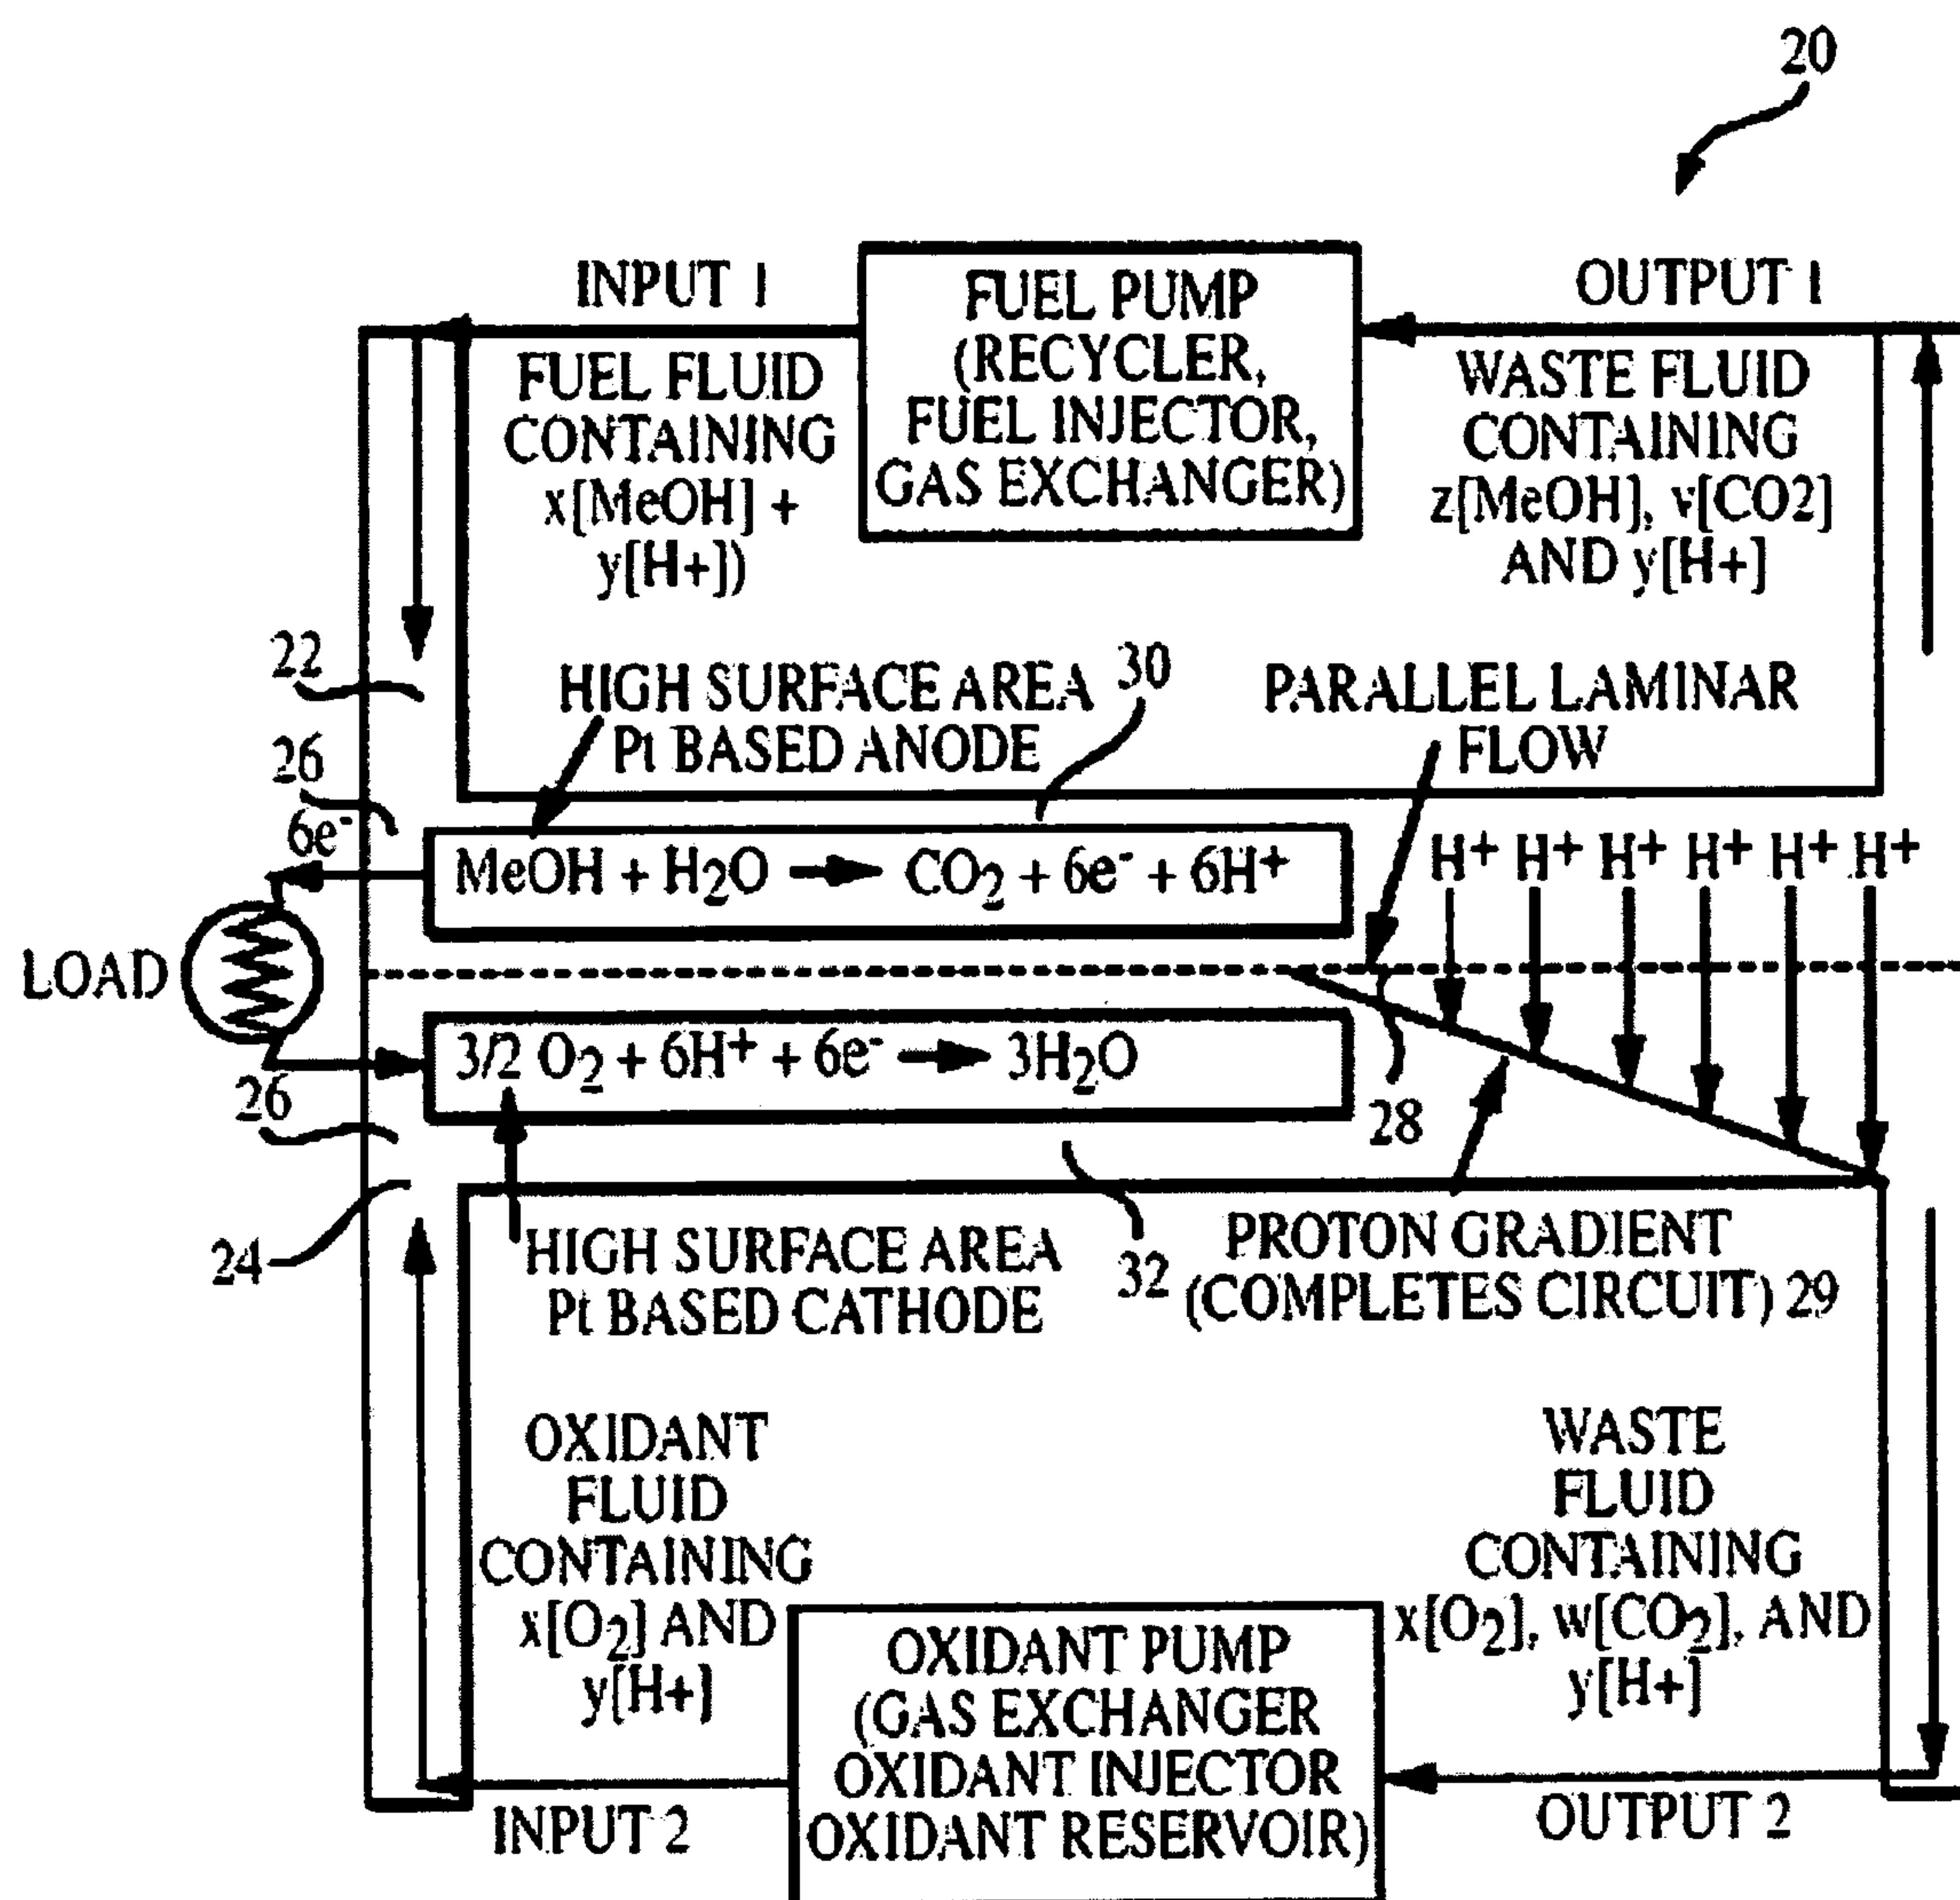 20
INPUT 1
FUEL FLUID
CONTAINING
x[MeOH] +
y[H+])
FUEL PUMP
(RECYCLER,
FUEL INJECTOR,
GAS EXCHANGER)
OUTPUT 1
WASTE FLUID
CONTAINING
z[MeOH], v[CO2]
AND y[H+]
22
HIGH SURFACE AREA
Pt BASED ANODE
30
PARALLEL LAMINAR
FLOW
26
6e⁻
MeOH + H₂O → CO₂ + 6e⁻ + 6H⁺
H⁺ H⁺ H⁺ H⁺ H⁺ H⁺
LOAD
3/2 O₂ + 6H⁺ + 6e⁻ → 3H₂O
26
28
24
HIGH SURFACE AREA
Pt BASED CATHODE
32
PROTON GRADIENT
(COMPLETES CIRCUIT) 29
OXIDANT
FLUID
CONTAINING
x[O₂] AND
y[H+]
WASTE
FLUID
CONTAINING
x[O₂], w[CO₂], AND
y[H+]
OXIDANT PUMP
(GAS EXCHANGER
OXIDANT INJECTOR
OXIDANT RESERVOIR)
INPUT 2
OUTPUT 2